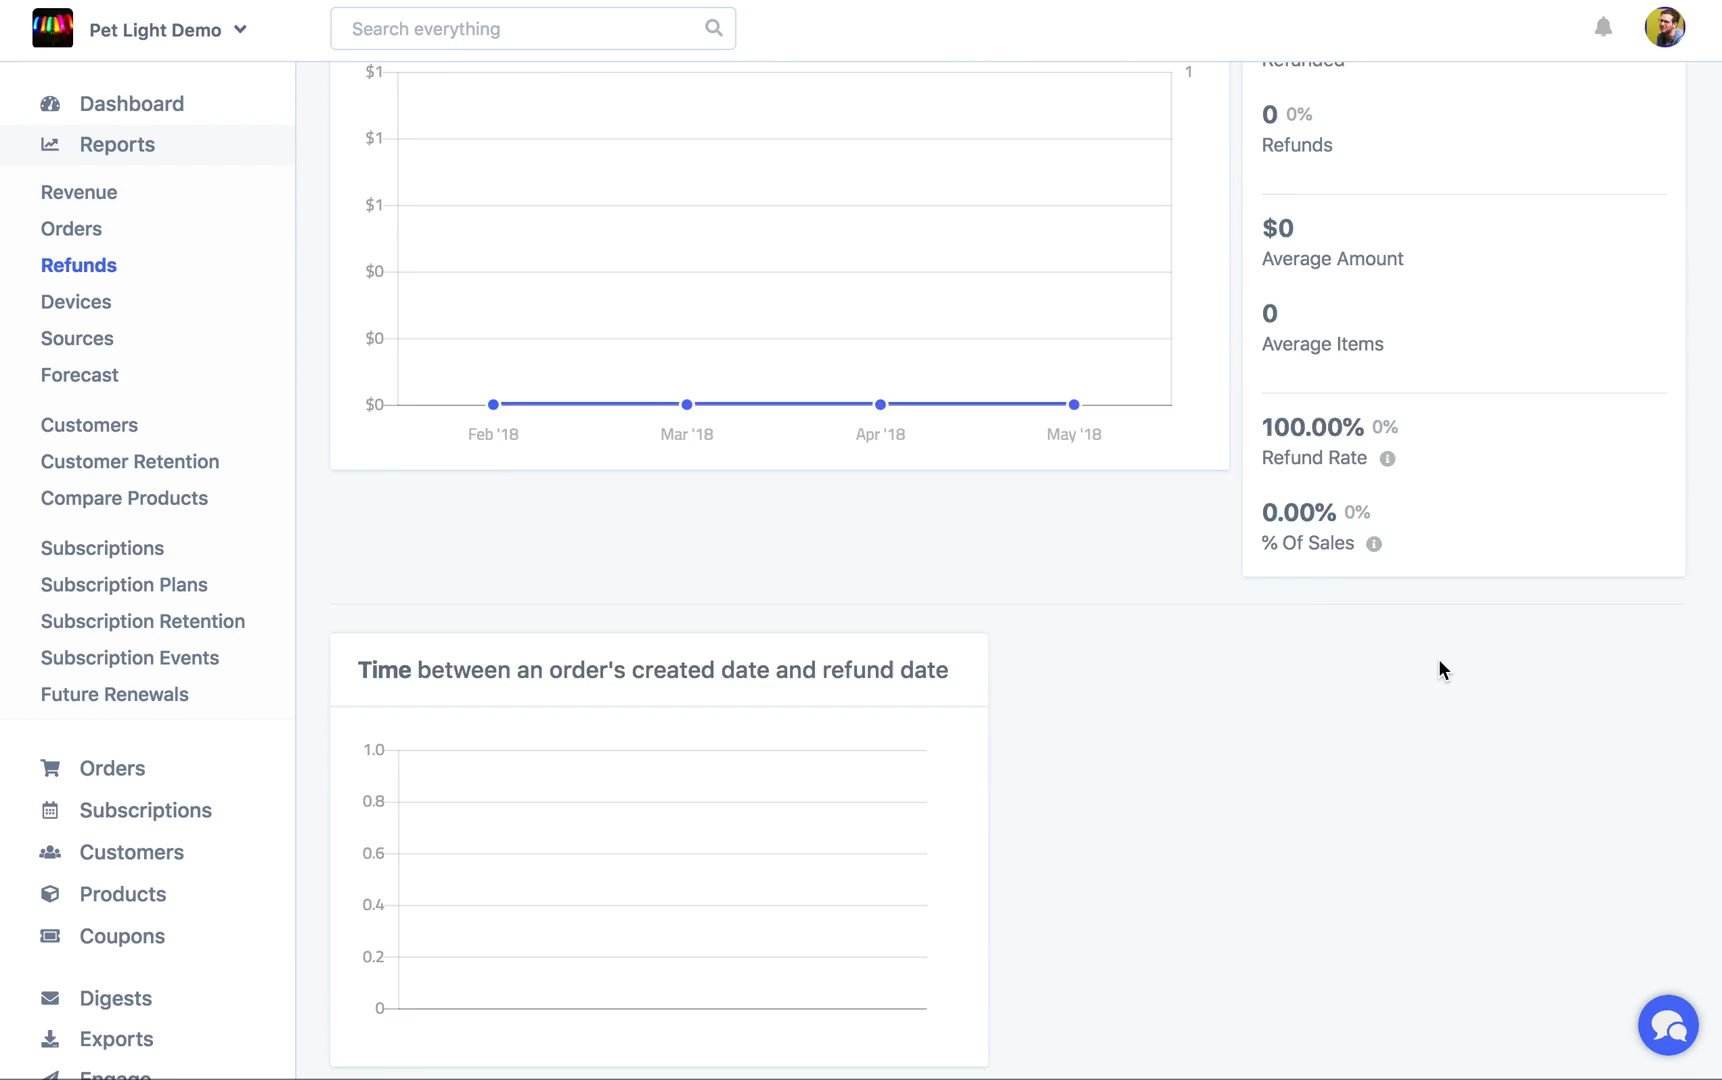 Pet Light Demo
Search everything
Dashboard
Reports
Revenue
Orders
Refunds
Devices
Sources
Forecast
Customers
Customer Retention
Compare Products
Subscriptions
Subscription Plans
Subscription Retention
Subscription Events
Future Renewals
Orders
Subscriptions
Customers
Products
Coupons
Digests
Exports
Engage
$1
1
$1
$1
$0
$0
$0
Feb '18
Mar '18
Apr '18
May '18
Refunded
0 0%
Refunds
$0
Average Amount
0
Average Items
100.00% 0%
Refund Rate
0.00% 0%
% Of Sales
Time between an order's created date and refund date
1.0
0.8
0.6
0.4
0.2
0